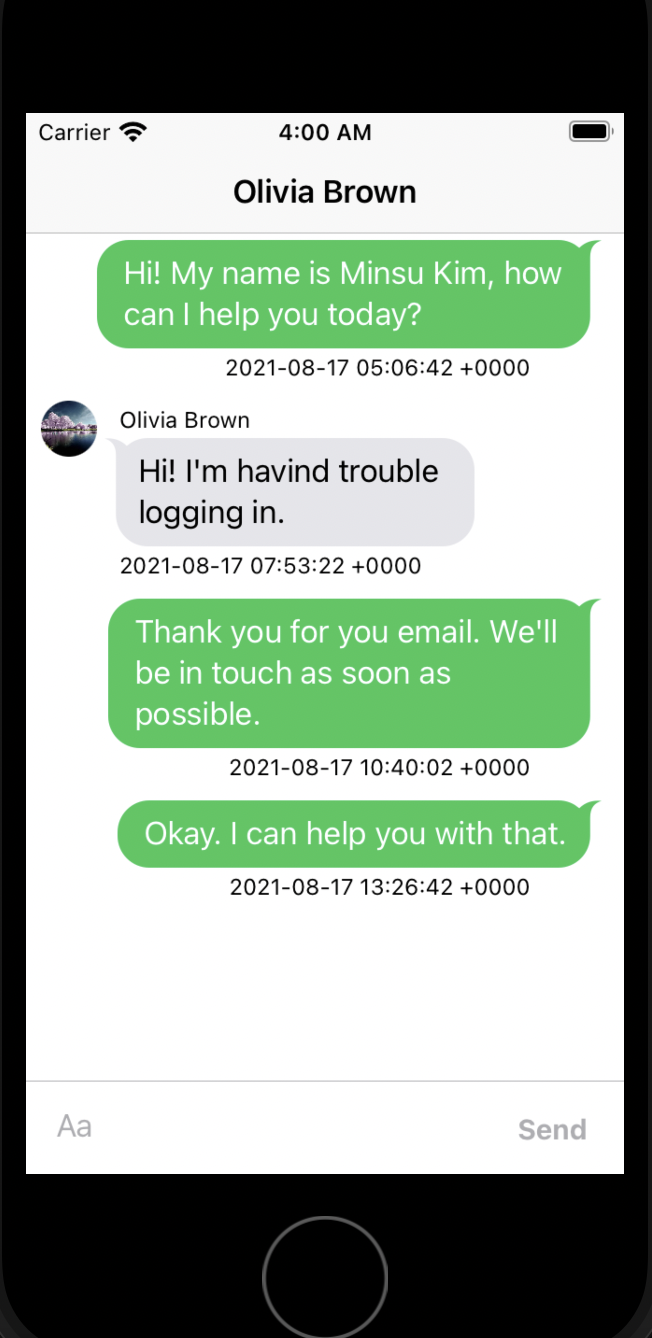 Carrier 4:00 AM
Olivia Brown
Hi! My name is Minsu Kim, how
can I help you today?
2021-08-17 05:06:42 +0000
Olivia Brown
Hi! I'm havind trouble
logging in.
2021-08-17 07:53:22 +0000
Thank you for you email. We'll
be in touch as soon as
possible.
2021-08-17 10:40:02 +0000
Okay. I can help you with that.
2021-08-17 13:26:42 +0000
Aa Send